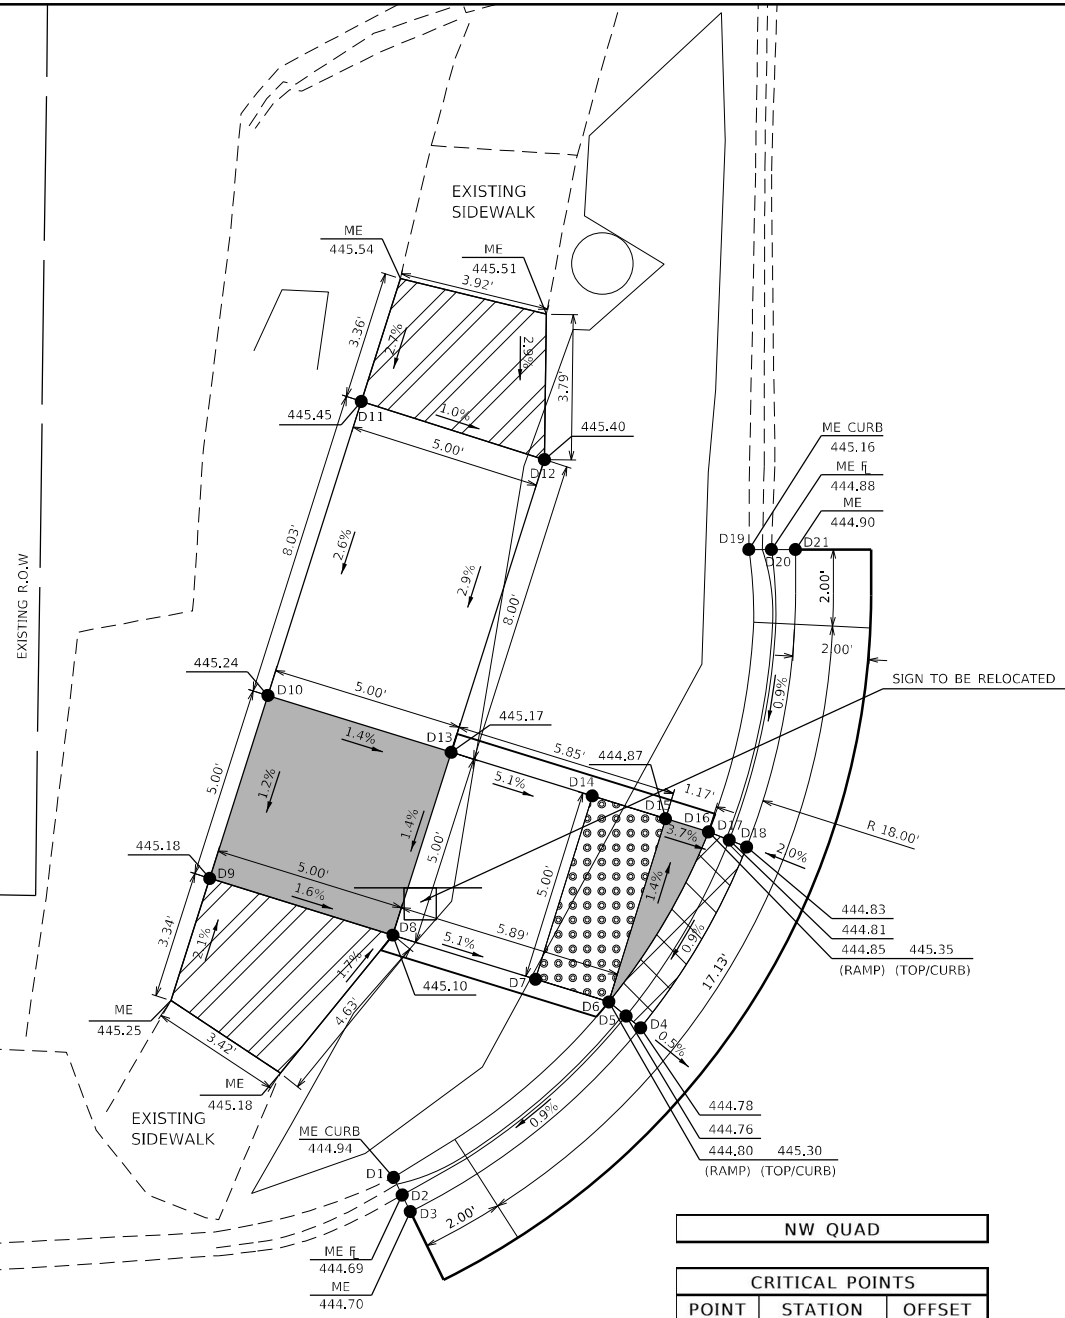 EXISTING
SIDEWALK
ME
445.54
ME
445.51
3.92'
3.36'
2.7%
2.9%
3.79'
D11
445.45
1.0%
445.40
5.00'
D12
ME CURB
445.16
ME FL
444.88
ME
444.90
D19
D20
D21
EXISTING R.O.W
8.03'
2.6%
2.9%
8.00'
2.00'
2.00'
SIGN TO BE RELOCATED
445.24
D10
5.00'
445.17
0.9%
1.4%
D13
5.85'
444.87
5.1%
D14
1.17'
D15
D16
D17
D18
R 18.00'
5.00'
1.2%
1.4%
3.7%
2.0%
445.18
D9
5.00'
5.00'
5.00'
1.4%
1.6%
444.83
444.81
444.85 445.35
(RAMP) (TOP/CURB)
3.34'
2.1%
D8
5.89'
5.1%
0.9%
1.7%
445.10
D7
17.13'
ME
445.25
4.63'
D6
D5
D4
3.42'
0.5%
ME
445.18
444.78
444.76
444.80 445.30
(RAMP) (TOP/CURB)
EXISTING
SIDEWALK
0.9%
ME CURB
444.94
D1
D2
D3
2.00'
ME FL
444.69
ME
444.70
NW QUAD
CRITICAL POINTS
POINT STATION OFFSET